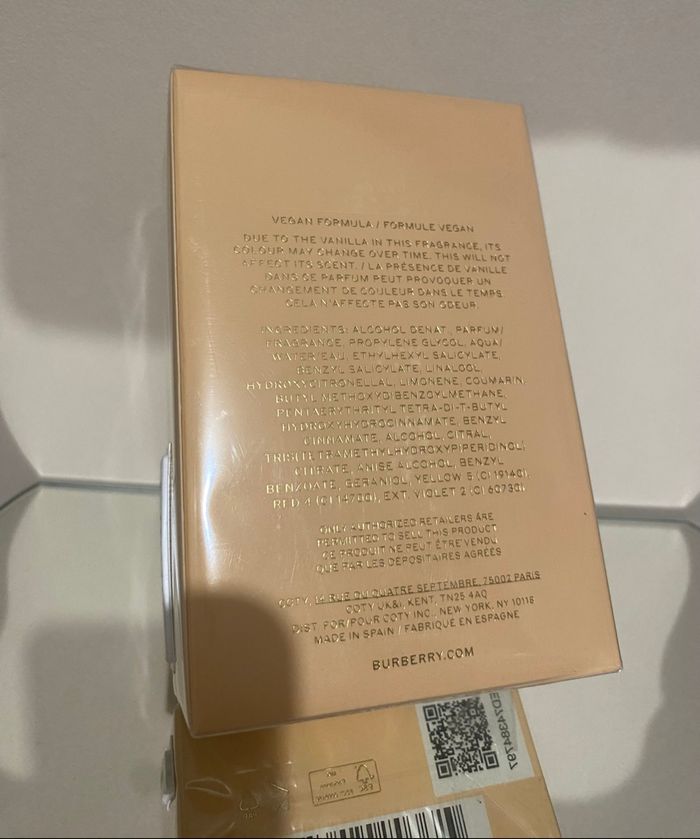 VEGAN FORMULA / FORMULE VEGAN
DUE TO THE VANILLA IN THIS FRAGRANCE, ITS
COLOUR MAY CHANGE OVER TIME. THIS WILL NOT
AFFECT ITS SCENT. / LA PRÉSENCE DE VANILLE
DANS CE PARFUM PEUT PROVOQUER UN
CHANGEMENT DE COULEUR DANS LE TEMPS.
CELA N'AFFECTE PAS SON ODEUR.
INGREDIENTS: ALCOHOL DENAT., PARFUM/
FRAGRANCE, PROPYLENE GLYCOL, AQUA/
WATER/EAU, ETHYLHEXYL SALICYLATE,
BENZYL SALICYLATE, LINALOOL,
HYDROXYCITRONELLAL, LIMONENE, COUMARIN,
BUTYL METHOXYDIBENZOYLMETHANE,
PENTAERYTHRITYL TETRA-DI-T-BUTYL
HYDROXYHYDROCINNAMATE, BENZYL
CINNAMATE, ALCOHOL, CITRAL,
TRIS(TETRAMETHYLHYDROXYPIPERIDINOL)
CITRATE, ANISE ALCOHOL, BENZYL
BENZOATE, GERANIOL, YELLOW 5 (CI 19140),
RED 4 (CI 14700), EXT. VIOLET 2 (CI 60730)
ONLY AUTHORIZED RETAILERS ARE
PERMITTED TO SELL THIS PRODUCT
CE PRODUIT NE PEUT ÊTRE VENDU
QUE PAR LES DÉPOSITAIRES AGRÉÉS
COTY, 14 RUE DU QUATRE SEPTEMBRE, 75002 PARIS
COTY UK&I, KENT, TN25 4AQ
DIST. FOR/POUR COTY INC., NEW YORK, NY 10118
MADE IN SPAIN / FABRIQUÉ EN ESPAGNE
BURBERRY.COM
ED74384797